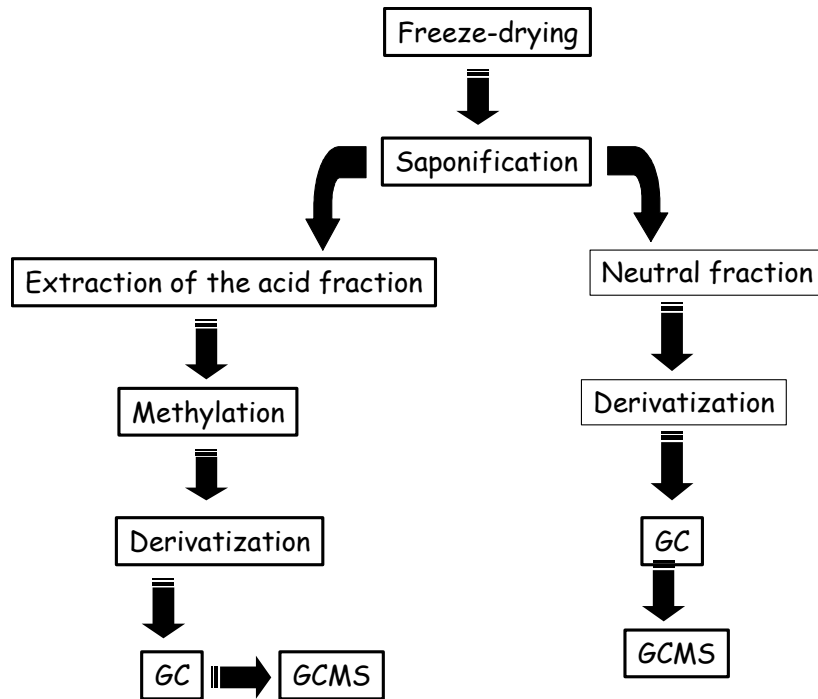 Freeze-drying
Saponification
Extraction of the acid fraction
Neutral fraction
Methylation
Derivatization
Derivatization
GC
GC
GCMS
GCMS